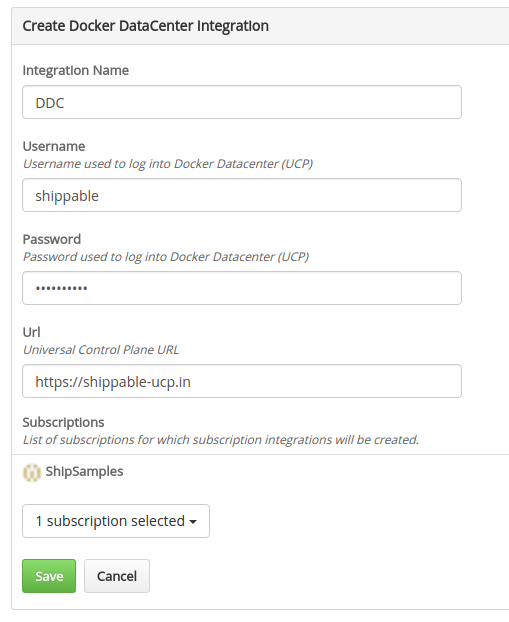 Create Docker DataCenter Integration
Integration Name
DDC
Username
Username used to log into Docker Datacenter (UCP)
shippable
Password
Password used to log into Docker Datacenter (UCP)
••••••••••
Url
Universal Control Plane URL
https://shippable-ucp.in
Subscriptions
List of subscriptions for which subscription integrations will be created.
ShipSamples
1 subscription selected
Save Cancel